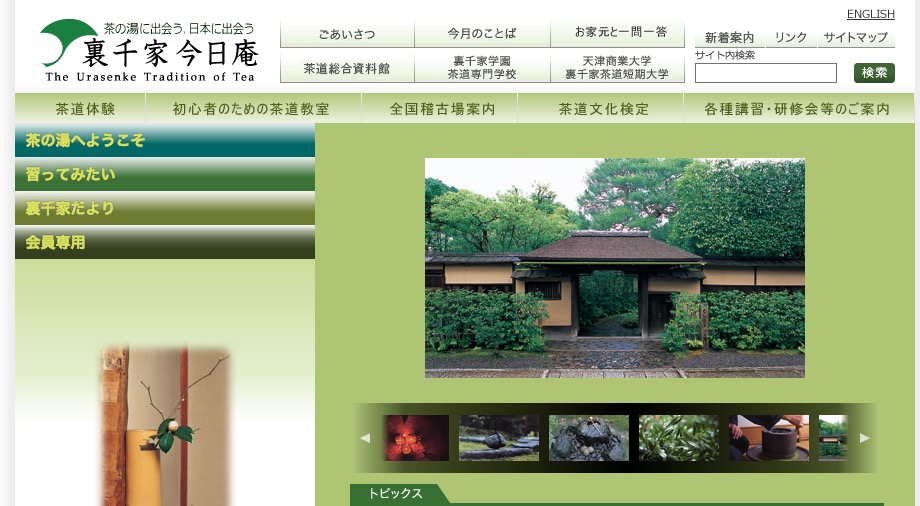 ENGLISH
茶の湯に出会う、日本に出会う
裏千家今日庵
The Urasenke Tradition of Tea
ごあいさつ
今月のことば
お家元と一問一答
茶道総合資料館
裏千家学園
茶道専門学校
天津商業大学
裏千家茶道短期大学
新着案内
リンク
サイトマップ
サイト内検索
検索
茶道体験
初心者のための茶道教室
全国稽古場案内
茶道文化検定
各種講習・研修会等のご案内
茶の湯へようこそ
習ってみたい
裏千家だより
会員専用
トピックス